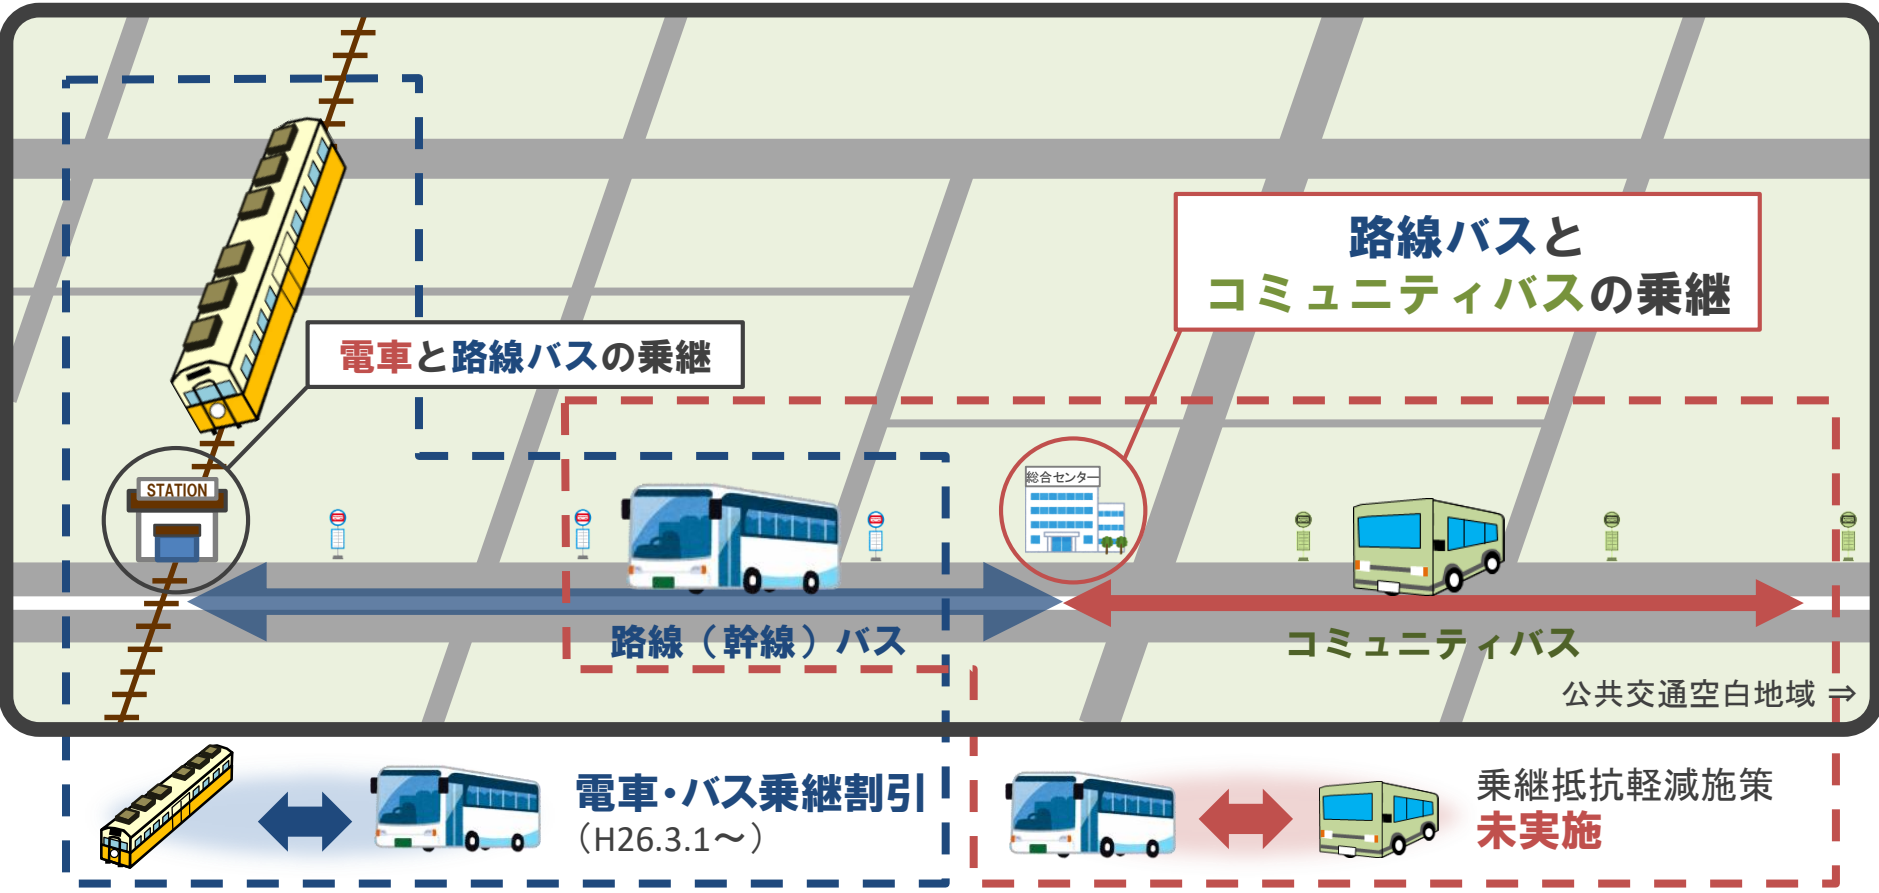 路線バスと
コミュニティバスの乗継
電車と路線バスの乗継
STATION
総合センター
路線（幹線）バス
コミュニティバス
公共交通空白地域 ⇒
電車・バス乗継割引
（H26.3.1～）
乗継抵抗軽減施策
未実施